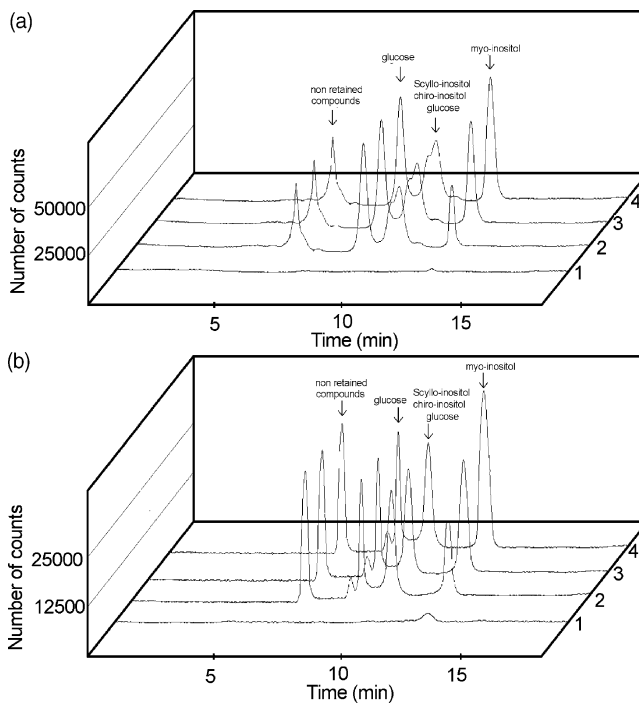 (a)
myo-inositol
glucose
Scyllo-inositol
chiro-inositol
glucose
non retained
compounds
Number of counts
50000
25000
4
3
2
1
5
10
15
Time (min)
(b)
myo-inositol
non retained
compounds
glucose
Scyllo-inositol
chiro-inositol
glucose
Number of counts
25000
12500
4
3
2
1
5
10
15
Time (min)